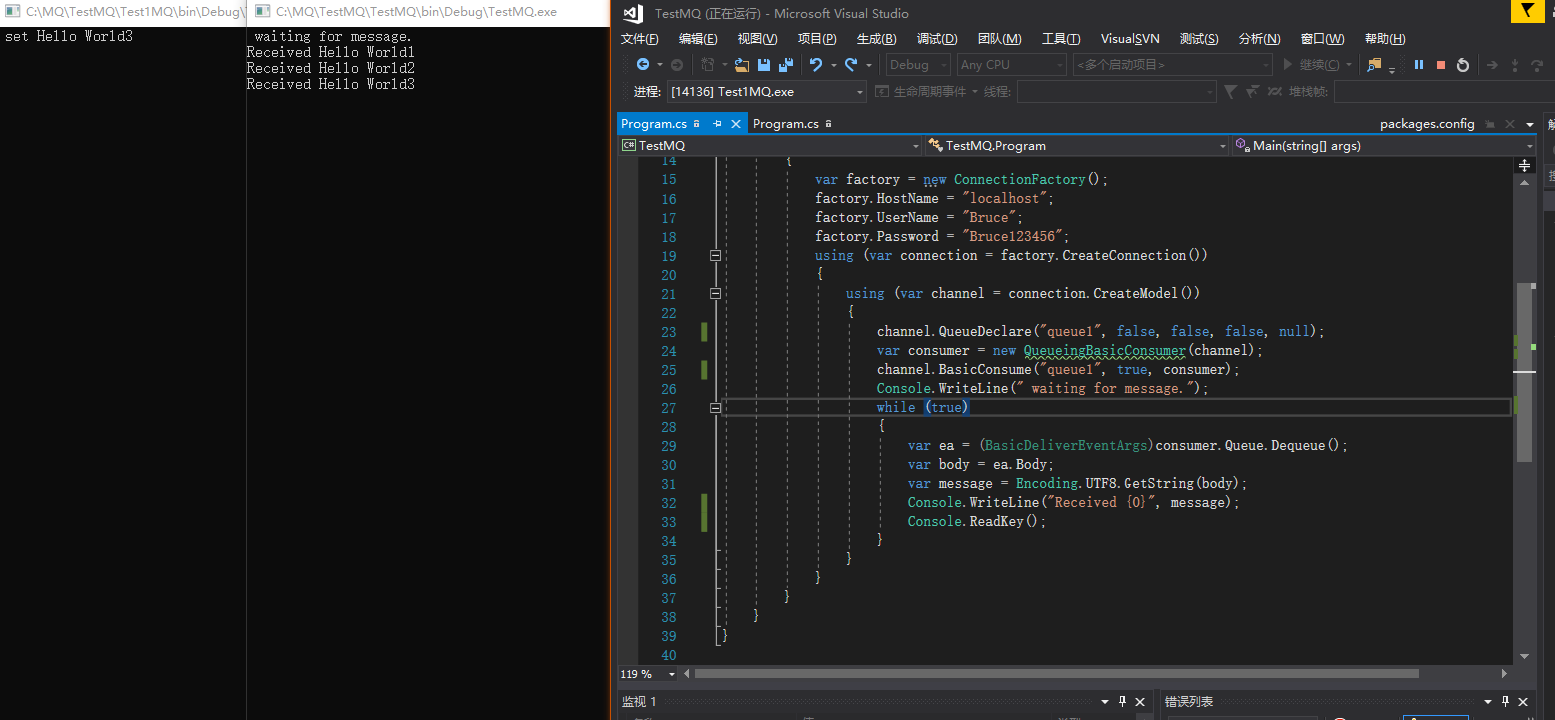 C:\MQ\TestMQ\Test1MQ\bin\Debug\T
set Hello World3
C:\MQ\TestMQ\TestMQ\bin\Debug\TestMQ.exe
waiting for message.
Received Hello World1
Received Hello World2
Received Hello World3
TestMQ (正在运行) - Microsoft Visual Studio
文件(F) 编辑(E) 视图(V) 项目(P) 生成(B) 调试(D) 团队(M) 工具(T) VisualSVN 测试(S) 分析(N) 窗口(W) 帮助(H)
Debug Any CPU <多个启动项目> 继续(C)
进程: [14136] Test1MQ.exe 生命周期事件 线程: 堆栈帧:
Program.cs Program.cs packages.config
TestMQ TestMQ.Program Main(string[] args)
14 {
15 var factory = new ConnectionFactory();
16 factory.HostName = "localhost";
17 factory.UserName = "Bruce";
18 factory.Password = "Bruce123456";
19 using (var connection = factory.CreateConnection())
20 {
21 using (var channel = connection.CreateModel())
22 {
23 channel.QueueDeclare("queue1", false, false, false, null);
24 var consumer = new QueueingBasicConsumer(channel);
25 channel.BasicConsume("queue1", true, consumer);
26 Console.WriteLine(" waiting for message.");
27 while (true)
28 {
29 var ea = (BasicDeliverEventArgs)consumer.Queue.Dequeue();
30 var body = ea.Body;
31 var message = Encoding.UTF8.GetString(body);
32 Console.WriteLine("Received {0}", message);
33 Console.ReadKey();
34 }
35 }
36 }
37 }
38 }
39 }
40
119 %
监视 1 错误列表